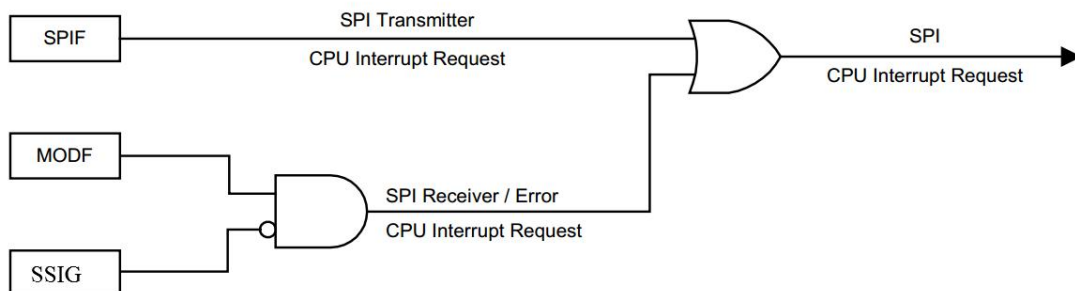 SPIF
SPI Transmitter
CPU Interrupt Request
SPI
CPU Interrupt Request
MODF
SPI Receiver / Error
CPU Interrupt Request
SSIG